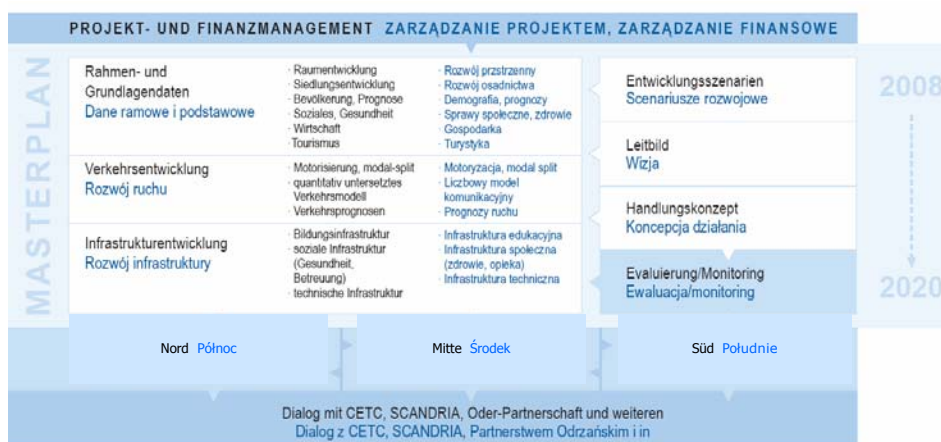 PROJEKT- UND FINANZMANAGEMENT ZARZĄDZANIE PROJEKTEM, ZARZĄDZANIE FINANSOWE
MASTERPLAN
Rahmen- und
Grundlagendaten
Dane ramowe i podstawowe
· Raumentwicklung
· Siedlungsentwicklung
· Bevölkerung, Prognose
· Soziales, Gesundheit
· Wirtschaft
·Tourismus
· Rozwój przstrzenny
· Rozwój osadnictwa
· Demografia, prognozy
· Sprawy społeczne, zdrowie
· Gospodarka
· Turystyka
Verkehrsentwicklung
Rozwój ruchu
· Motorisierung, modal-split
· quantitativ untersetztes
Verkehrsmodell
· Verkehrsprognosen
· Motoryzacja, modal split
· Liczbowy model
komunikacyjny
· Prognozy ruchu
Infrastrukturentwicklung
Rozwój infrastruktury
· Bildungsinfrastruktur
· soziale Infrastruktur
(Gesundheit,
Betreuung)
· technische Infrastruktur
· Infrastruktura edukacyjna
· Infrastruktura społeczna
(zdrowie, opieka)
· Infrastruktura techniczna
Entwicklungsszenarien
Scenariusze rozwojowe
Leitbild
Wizja
Handlungskonzept
Koncepcja działania
Evaluierung/Monitoring
Ewaluacja/monitoring
2008
2020
Nord Północ
Mitte Środek
Süd Południe
Dialog mit CETC, SCANDRIA, Oder-Partnerschaft und weiteren
Dialog z CETC, SCANDRIA, Partnerstwem Odrzańskim i in